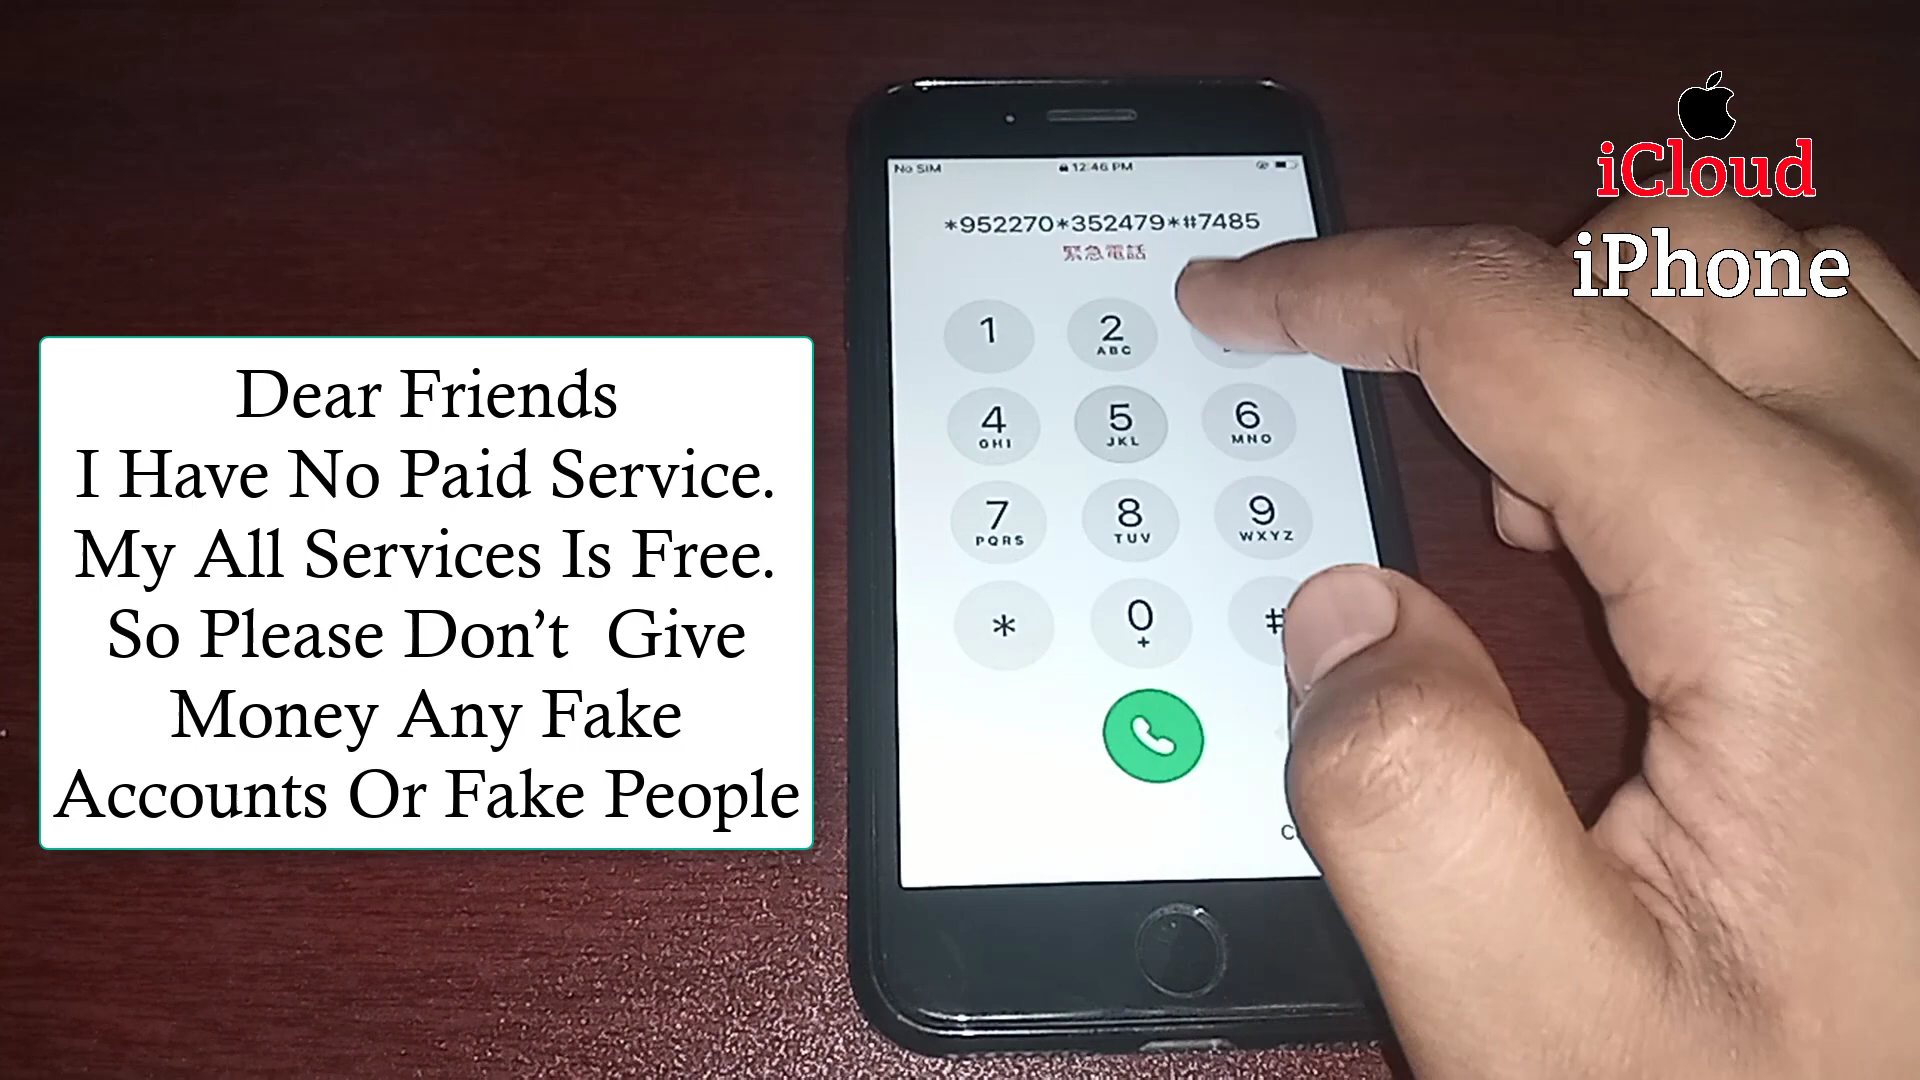 iCloud
iPhone
Dear Friends
I Have No Paid Service.
My All Services Is Free.
So Please Don’t Give
Money Any Fake
Accounts Or Fake People
No SIM 12:46 PM
*952270*352479*#7485
緊急電話
1
2
ABC
4
GHI
5
JKL
6
MNO
7
PQRS
8
TUV
9
WXYZ
*
0
+
#